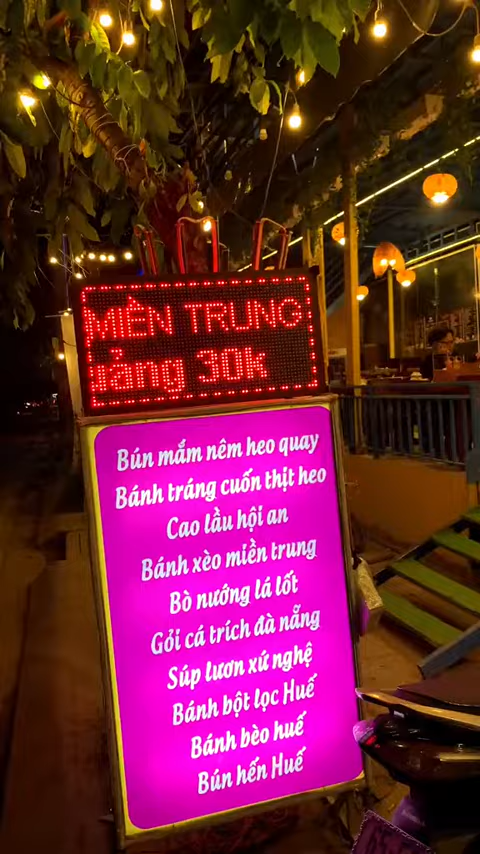 MIỀN TRUNG
30k
Bún mắm nêm heo quay
Bánh tráng cuốn thịt heo
Cao lầu hội an
Bánh xèo miền trung
Bò nướng lá lốt
Gỏi cá trích đà nẵng
Súp lươn xứ nghệ
Bánh bột lọc Huế
Bánh bèo huế
Bún hến Huế